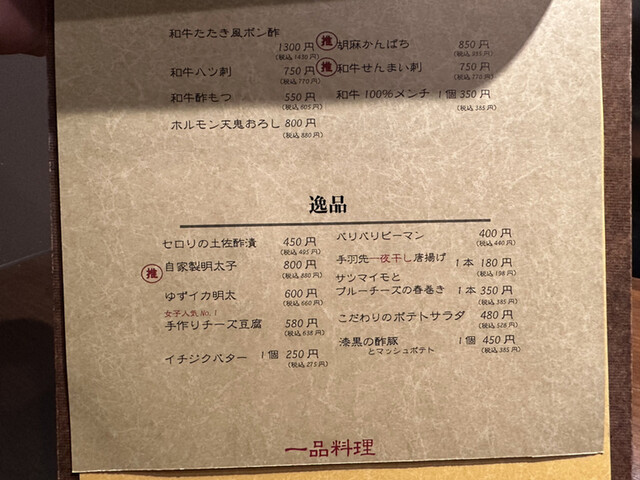 和牛たたき風ポン酢
1300円
(税込1430円)
和牛ハツ刺 750円
(税込770円)
和牛酢もつ 550円
(税込605円)
ホルモン天鬼おろし 800円
(税込880円)
推 胡麻かんぱち 850円
推 和牛せんまい刺 750円
(税込770円)
和牛100%メンチ 1個 350円
(税込385円)
逸品
セロリの土佐酢漬 450円
(税込495円)
推 自家製明太子 800円
(税込880円)
ゆずイカ明太 600円
(税込660円)
女子人気No.1
手作りチーズ豆腐 580円
(税込638円)
イチジクバター 1個 250円
(税込275円)
パリパリピーマン 400円
(税込440円)
手羽先一夜干し唐揚げ 1本 180円
(税込198円)
サツマイモと
ブルーチーズの春巻き 1本 350円
(税込385円)
こだわりのポテトサラダ 480円
(税込528円)
漆黒の酢豚 1個 450円
とマッシュポテト (税込385円)
一品料理